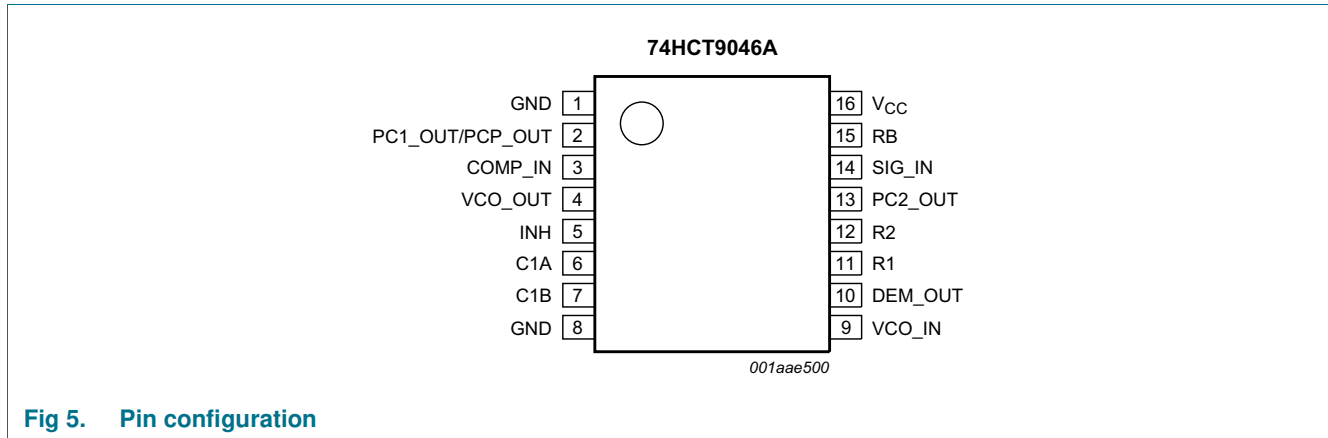 74HCT9046A
GND 1
PC1_OUT/PCP_OUT 2
COMP_IN 3
VCO_OUT 4
INH 5
C1A 6
C1B 7
GND 8
16 VCC
15 RB
14 SIG_IN
13 PC2_OUT
12 R2
11 R1
10 DEM_OUT
9 VCO_IN
001aae500
Fig 5. Pin configuration